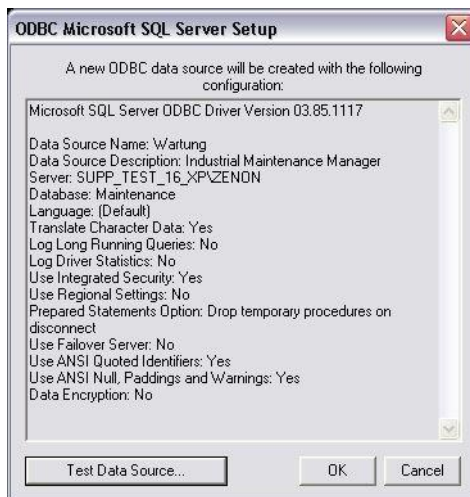 ODBC Microsoft SQL Server Setup
A new ODBC data source will be created with the following
configuration:
Microsoft SQL Server ODBC Driver Version 03.85.1117
Data Source Name: Wartung
Data Source Description: Industrial Maintenance Manager
Server: SUPP_TEST_16_XP\ZENON
Database: Maintenance
Language: (Default)
Translate Character Data: Yes
Log Long Running Queries: No
Log Driver Statistics: No
Use Integrated Security: Yes
Use Regional Settings: No
Prepared Statements Option: Drop temporary procedures on
disconnect
Use Failover Server: No
Use ANSI Quoted Identifiers: Yes
Use ANSI Null, Paddings and Warnings: Yes
Data Encryption: No
Test Data Source...
OK
Cancel